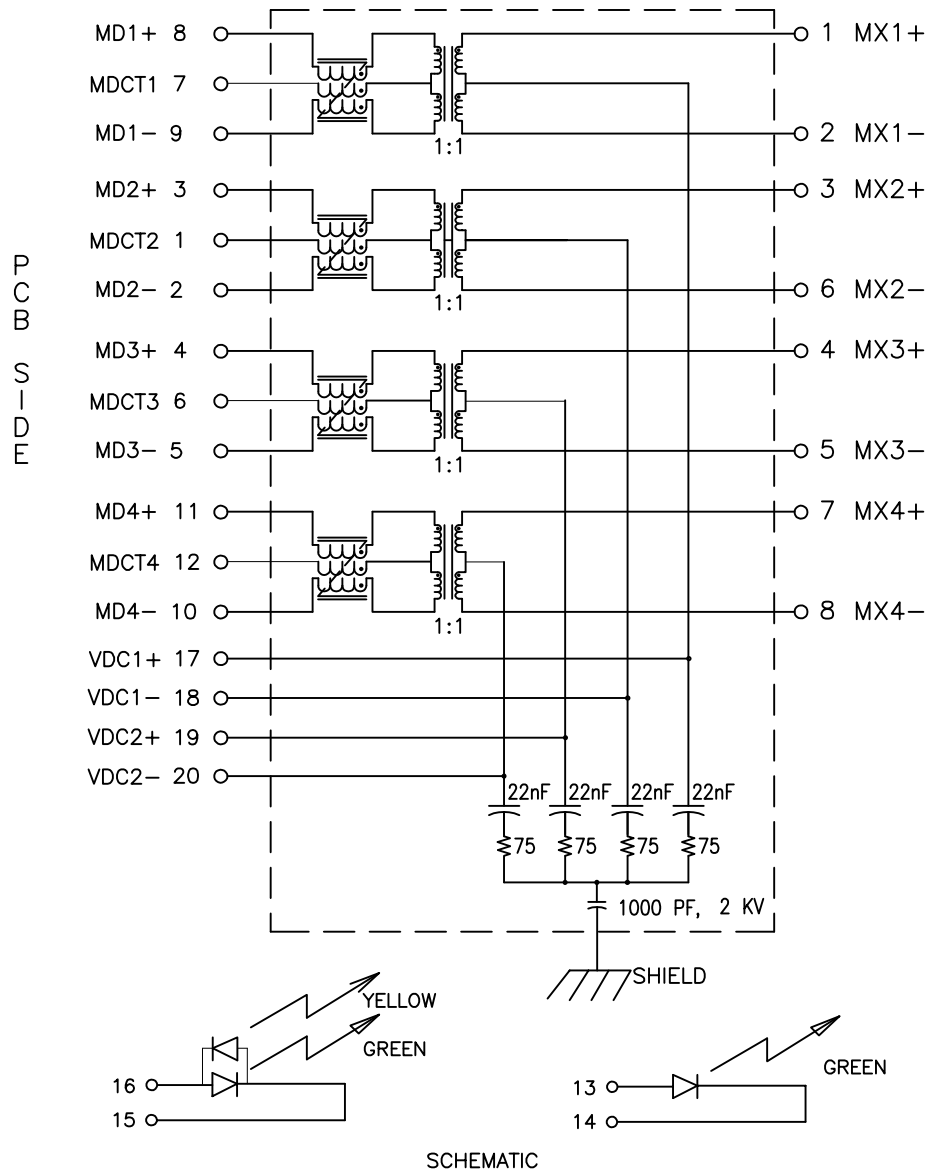 MD1+ 8
1 MX1+
MDCT1 7
MD1- 9
2 MX1-
1:1
MD2+ 3
3 MX2+
MDCT2 1
MD2- 2
6 MX2-
1:1
PCB SIDE
MD3+ 4
4 MX3+
MDCT3 6
MD3- 5
5 MX3-
1:1
MD4+ 11
7 MX4+
MDCT4 12
MD4- 10
8 MX4-
1:1
VDC1+ 17
VDC1- 18
VDC2+ 19
VDC2- 20
22nF 22nF 22nF 22nF
75 75 75 75
1000 PF, 2 KV
SHIELD
YELLOW
GREEN
16
15
GREEN
13
14
SCHEMATIC